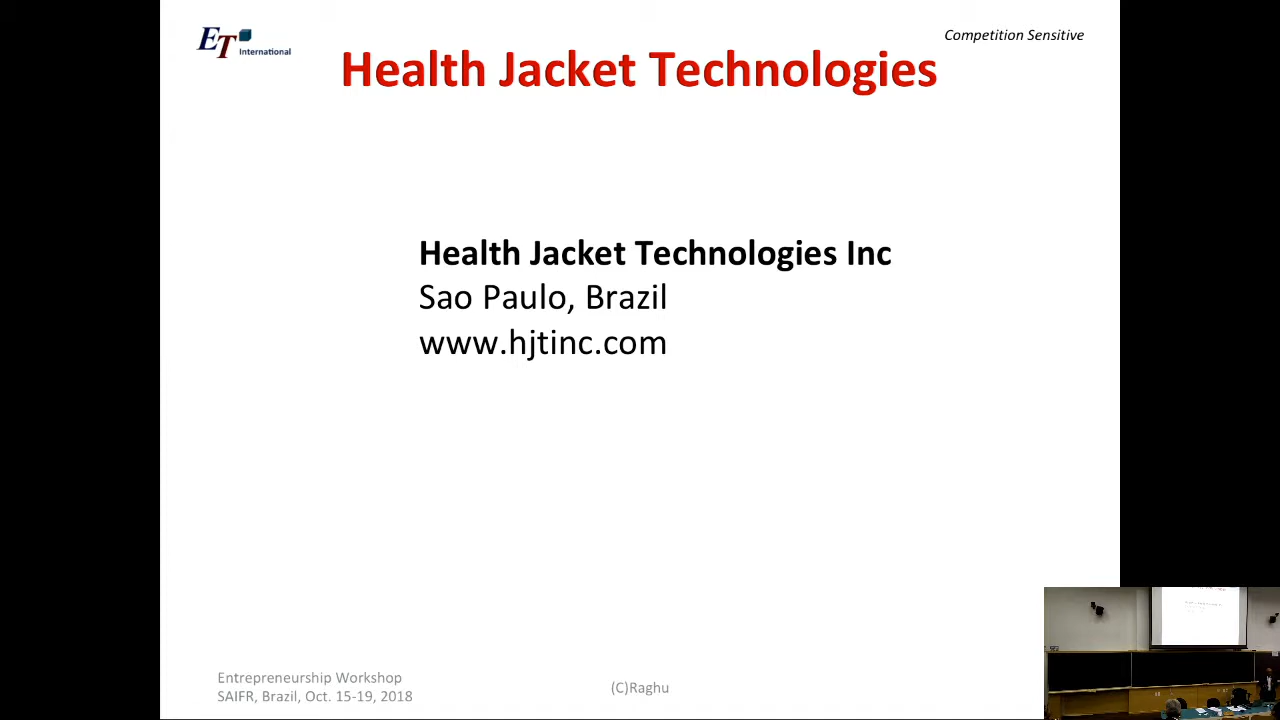 ET International
Competition Sensitive
Health Jacket Technologies
Health Jacket Technologies Inc
Sao Paulo, Brazil
www.hjtinc.com
Entrepreneurship Workshop
SAIFR, Brazil, Oct. 15-19, 2018
(C)Raghu